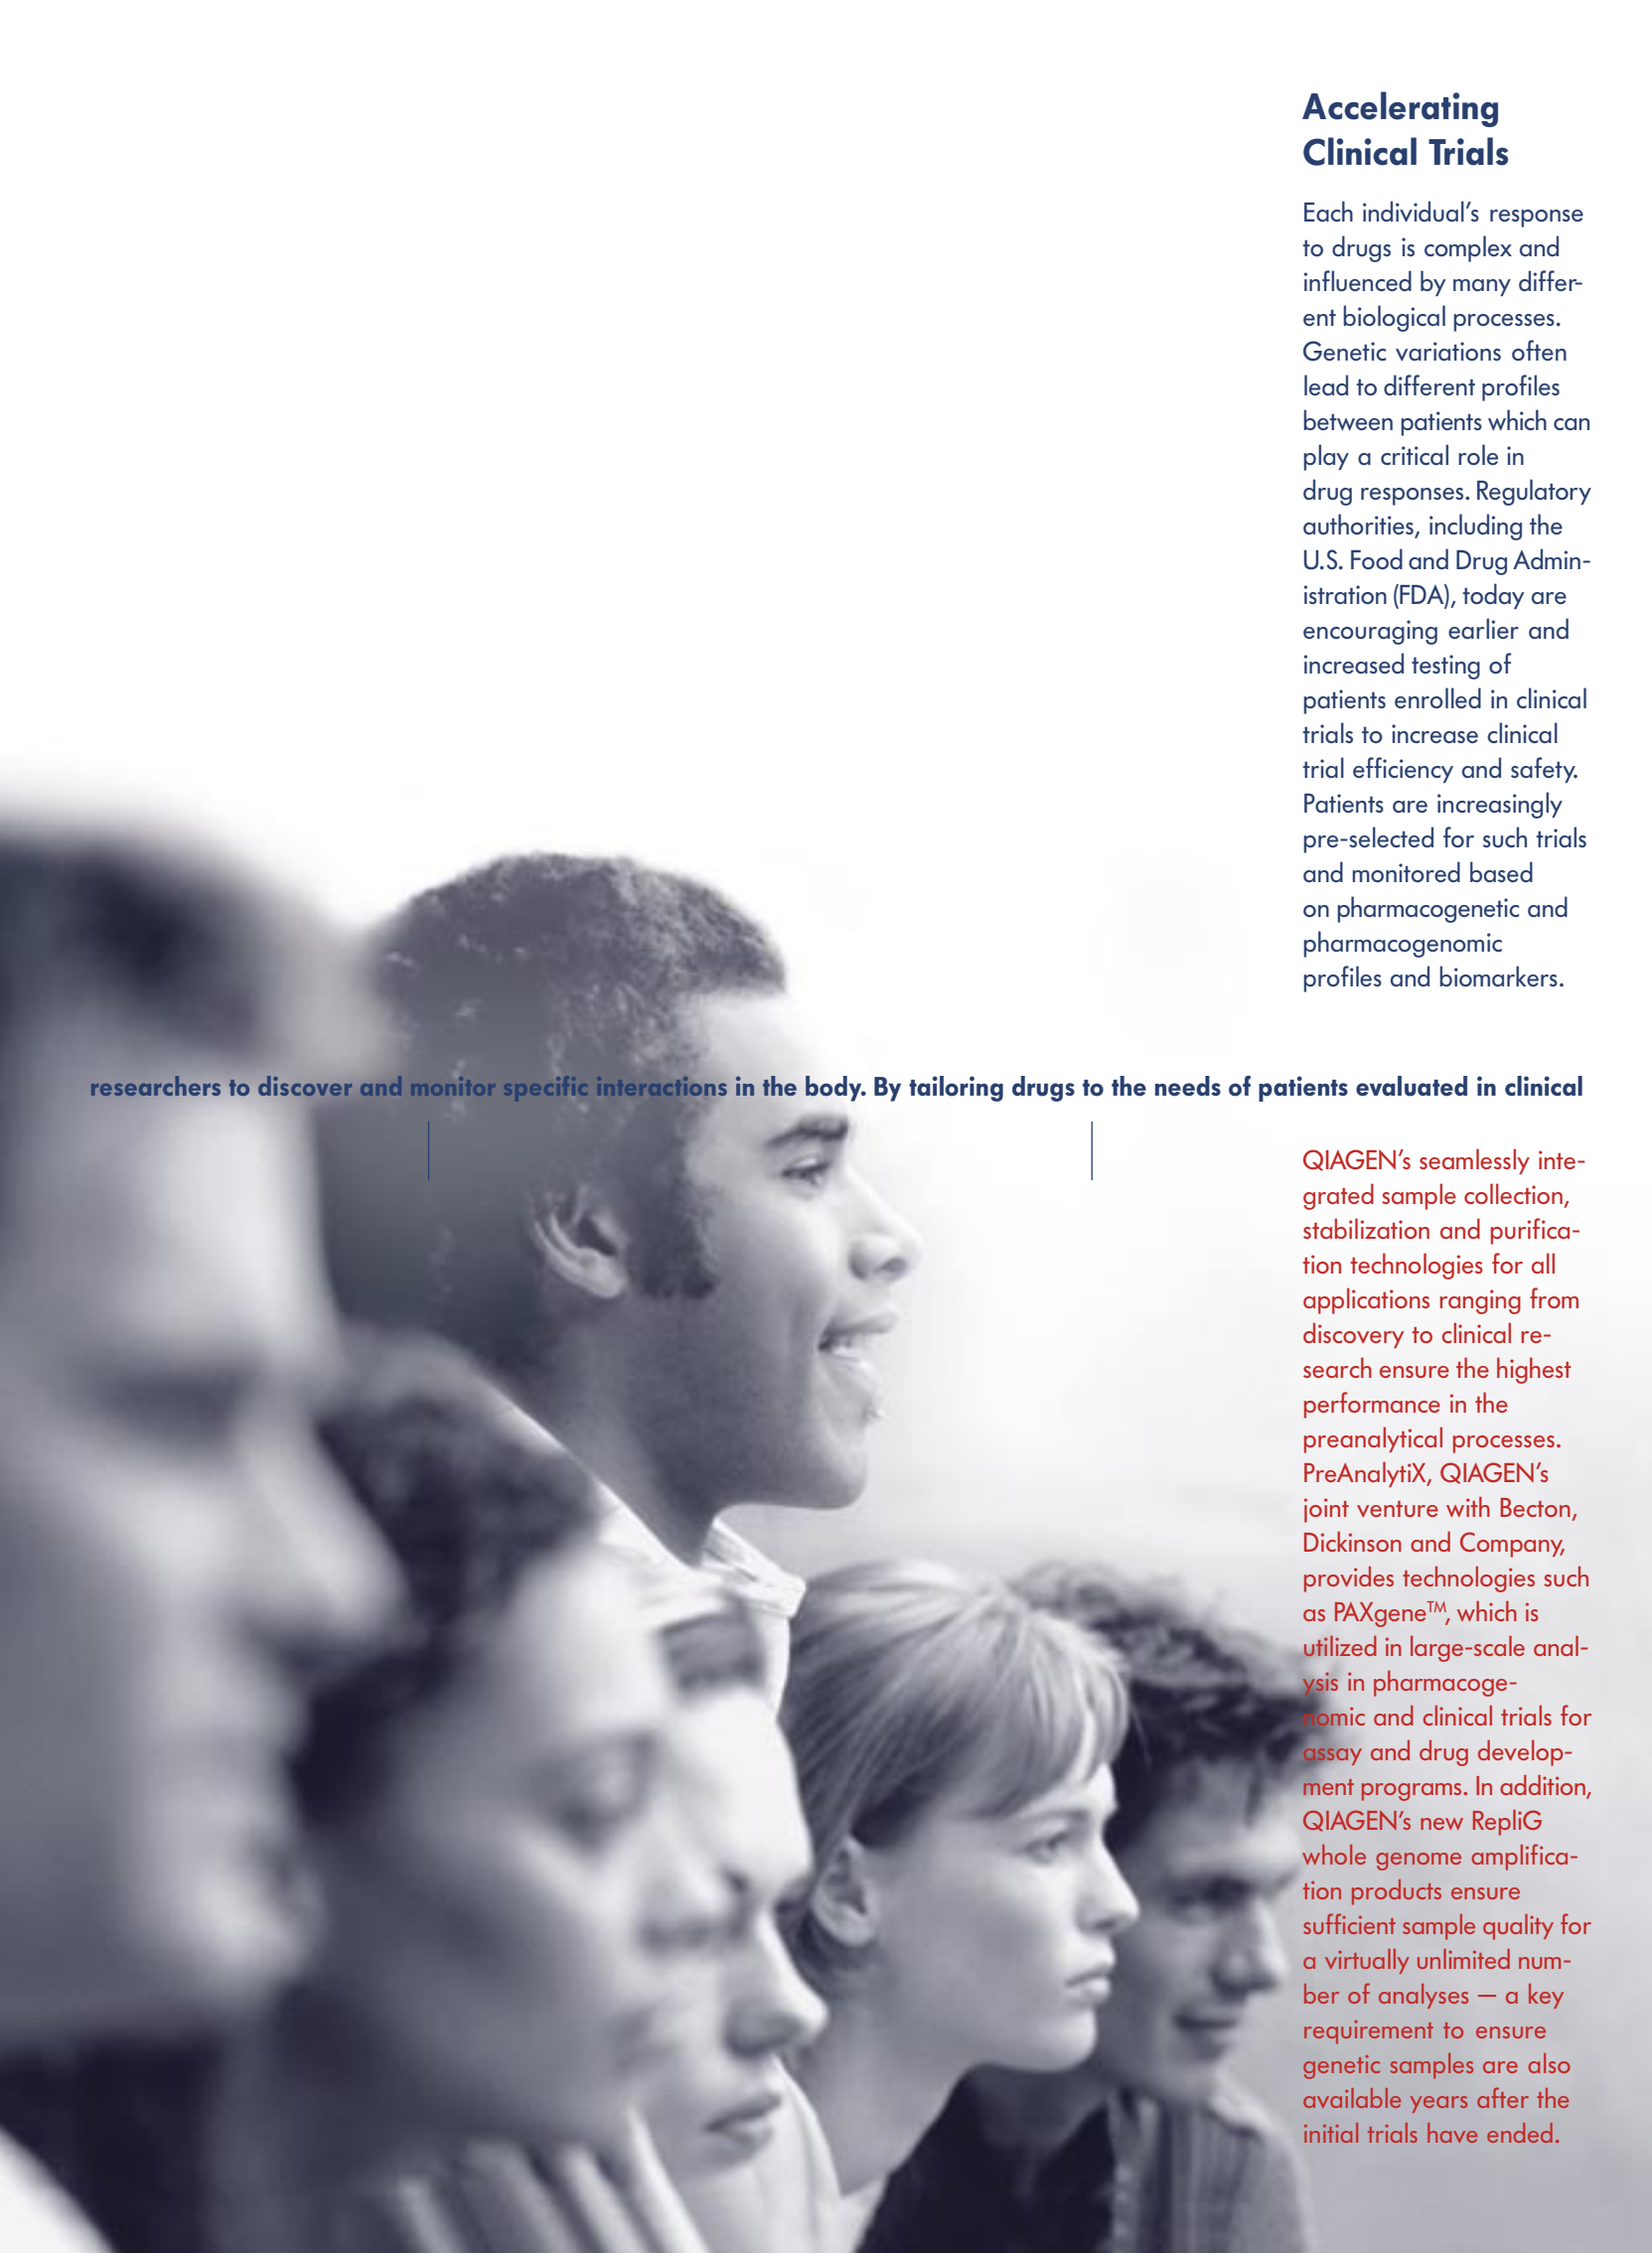 Accelerating
Clinical Trials
Each individual's response
to drugs is complex and
influenced by many differ-
ent biological processes.
Genetic variations often
lead to different profiles
between patients which can
play a critical role in
drug responses. Regulatory
authorities, including the
U.S. Food and Drug Admin-
istration (FDA), today are
encouraging earlier and
increased testing of
patients enrolled in clinical
trials to increase clinical
trial efficiency and safety.
Patients are increasingly
pre-selected for such trials
and monitored based
on pharmacogenetic and
pharmacogenomic
profiles and biomarkers.
researchers to discover and monitor specific interactions in the body. By tailoring drugs to the needs of patients evaluated in clinical
QIAGEN's seamlessly inte-
grated sample collection,
stabilization and purifica-
tion technologies for all
applications ranging from
discovery to clinical re-
search ensure the highest
performance in the
preanalytical processes.
PreAnalytiX, QIAGEN's
joint venture with Becton,
Dickinson and Company,
provides technologies such
as PAXgene™, which is
utilized in large-scale anal-
ysis in pharmacoge-
nomic and clinical trials for
assay and drug develop-
ment programs. In addition,
QIAGEN's new RepliG
whole genome amplifica-
tion products ensure
sufficient sample quality for
a virtually unlimited num-
ber of analyses — a key
requirement to ensure
genetic samples are also
available years after the
initial trials have ended.